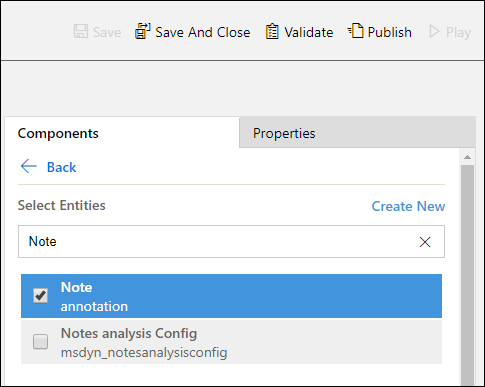 Save Save And Close Validate Publish Play
Components Properties
Back
Select Entities Create New
Note
Note
annotation
Notes analysis Config
msdyn_notesanalysisconfig